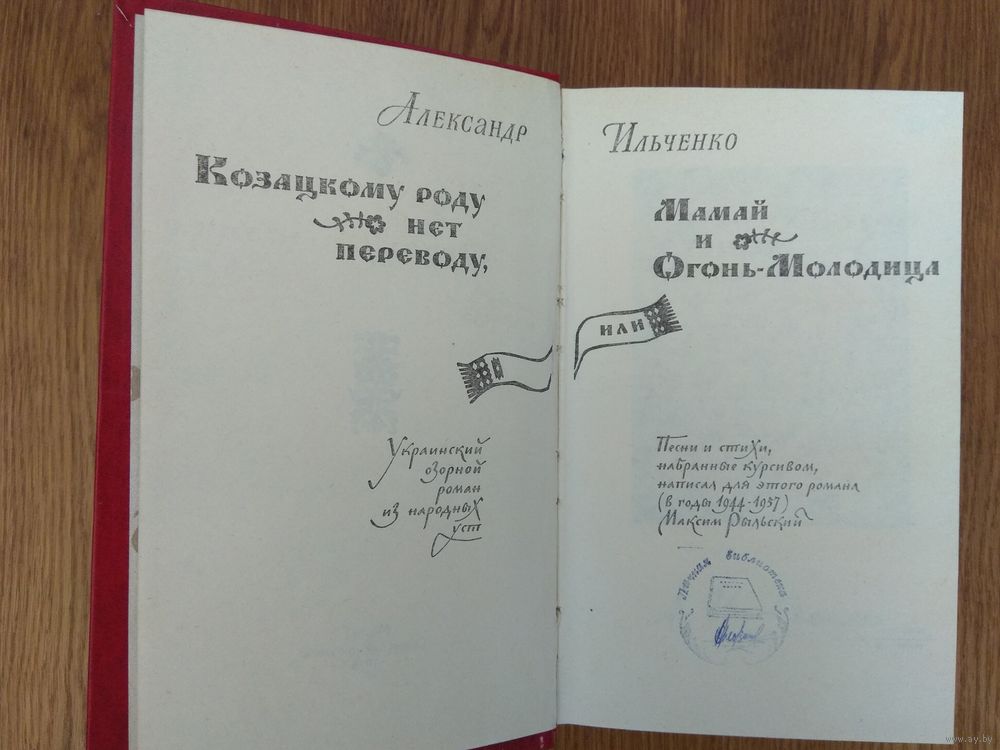 Александр
Козацкому роду
нет
переводу,
Украинский
озорной
роман
из народных
уст
Ильченко
Мамай
и
Огонь-Молодица
или
Песни и стихи,
набранные курсивом,
написал для этого романа
(в годы 1944-1957)
Максим Рыльский
Личная библиотека
www.ay.by